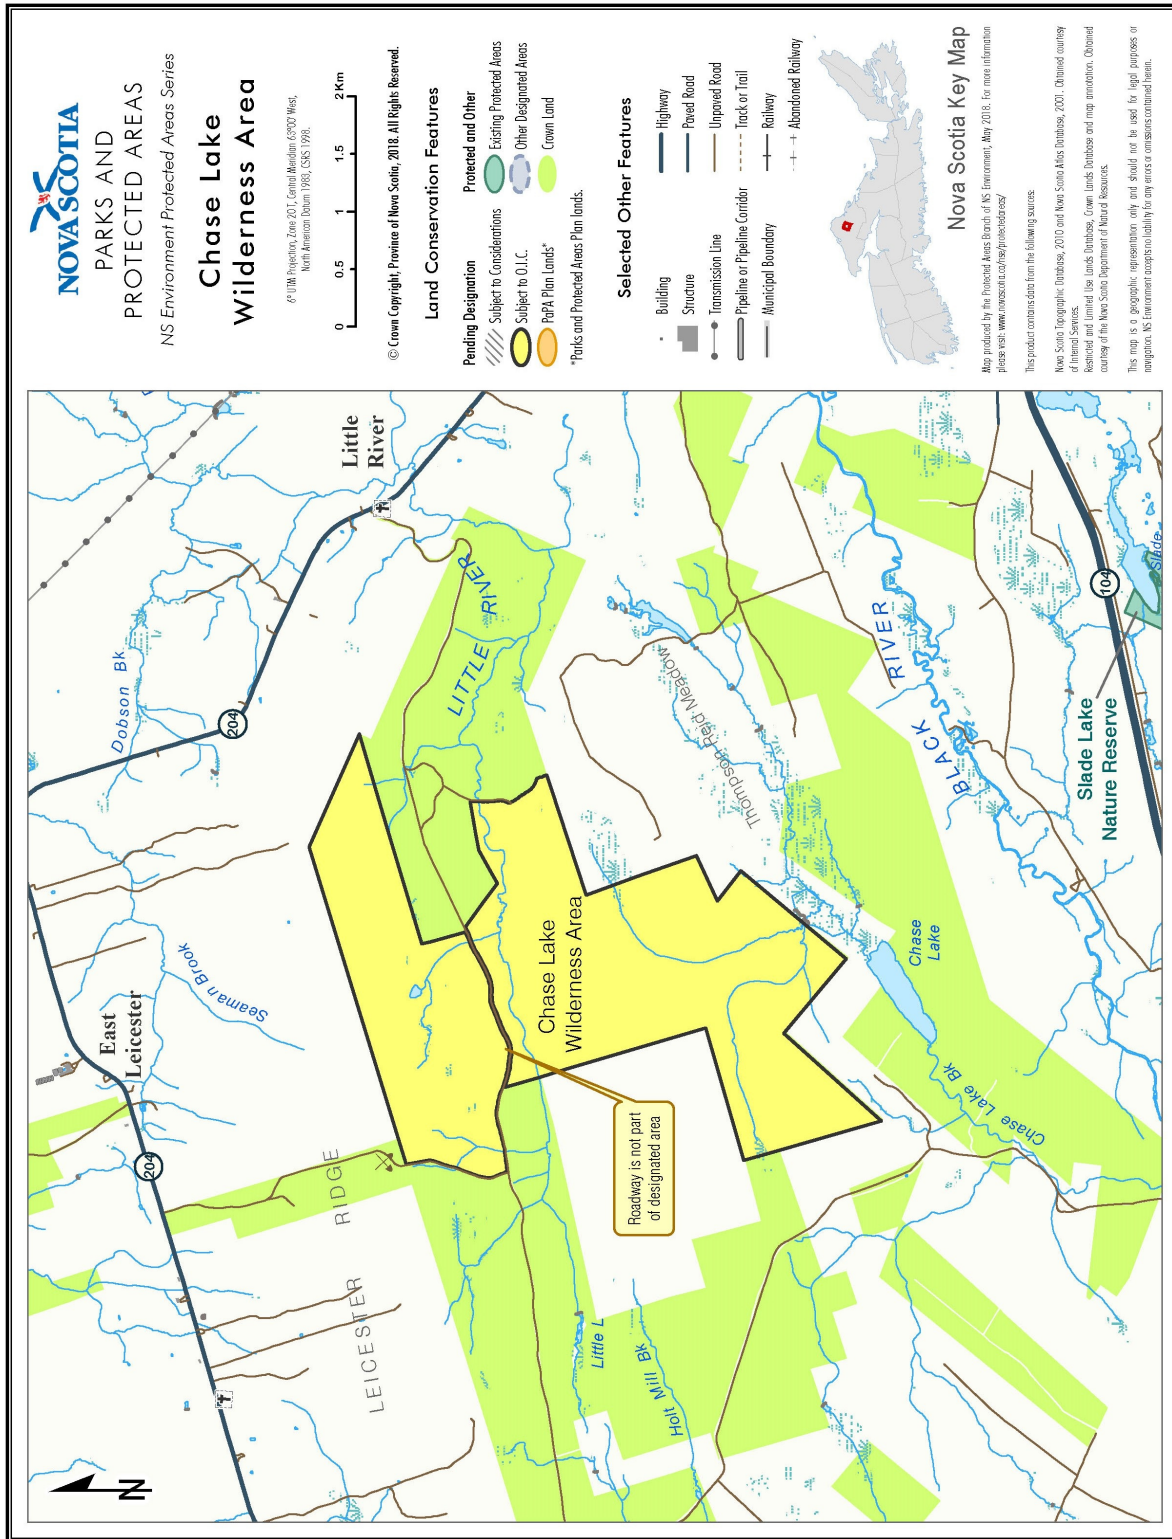 NOVA SCOTIA
PARKS AND
PROTECTED AREAS
NS Environment Protected Areas Series
Chase Lake
Wilderness Area
6° UTM Projection, Zone 20 T, Central Meridian 63°00' West,
North American Datum 1983, CSRS 1998.
0 0.5 1 1.5 2 Km
© Crown Copyright, Province of Nova Scotia, 2018. All Rights Reserved.
Land Conservation Features
Pending Designation
Subject to Considerations
Subject to O.I.C.
PaPA Plan Lands*
*Parks and Protected Areas Plan lands.
Protected and Other
Existing Protected Areas
Other Designated Areas
Crown Land
Selected Other Features
Building
Structure
Transmission Line
Pipeline or Pipeline Corridor
Municipal Boundary
Highway
Paved Road
Unpaved Road
Track or Trail
Railway
Abandoned Railway
Nova Scotia Key Map
Map produced by the Protected Areas Branch of NS Environment, May 2018. For more information
please visit: www.novascotia.ca/nse/protectedareas/
This product contains data from the following sources:
Nova Scotia Topographic Database, 2010 and Nova Scotia Atlas Database, 2001. Obtained courtesy
of Internal Services.
Restricted and Limited Use Lands Database, Crown Lands Database and map annotation. Obtained
courtesy of the Nova Scotia Department of Natural Resources.
This map is a geographic representation only and should not be used for legal purposes or
navigation. NS Environment accepts no liability for any errors or omissions contained herein.
N
204
East
Leicester
Seaman Brook
Dobson Bk
204
Little
River
LEICESTER RIDGE
LITTLE RIVER
Chase Lake
Wilderness Area
Roadway is not part
of designated area
Little L
Holt Mill Bk
Thompson Reid Meadow
Chase
Lake
Chase Lake Bk
BLACK RIVER
104
Slade Lake
Nature Reserve
Slade